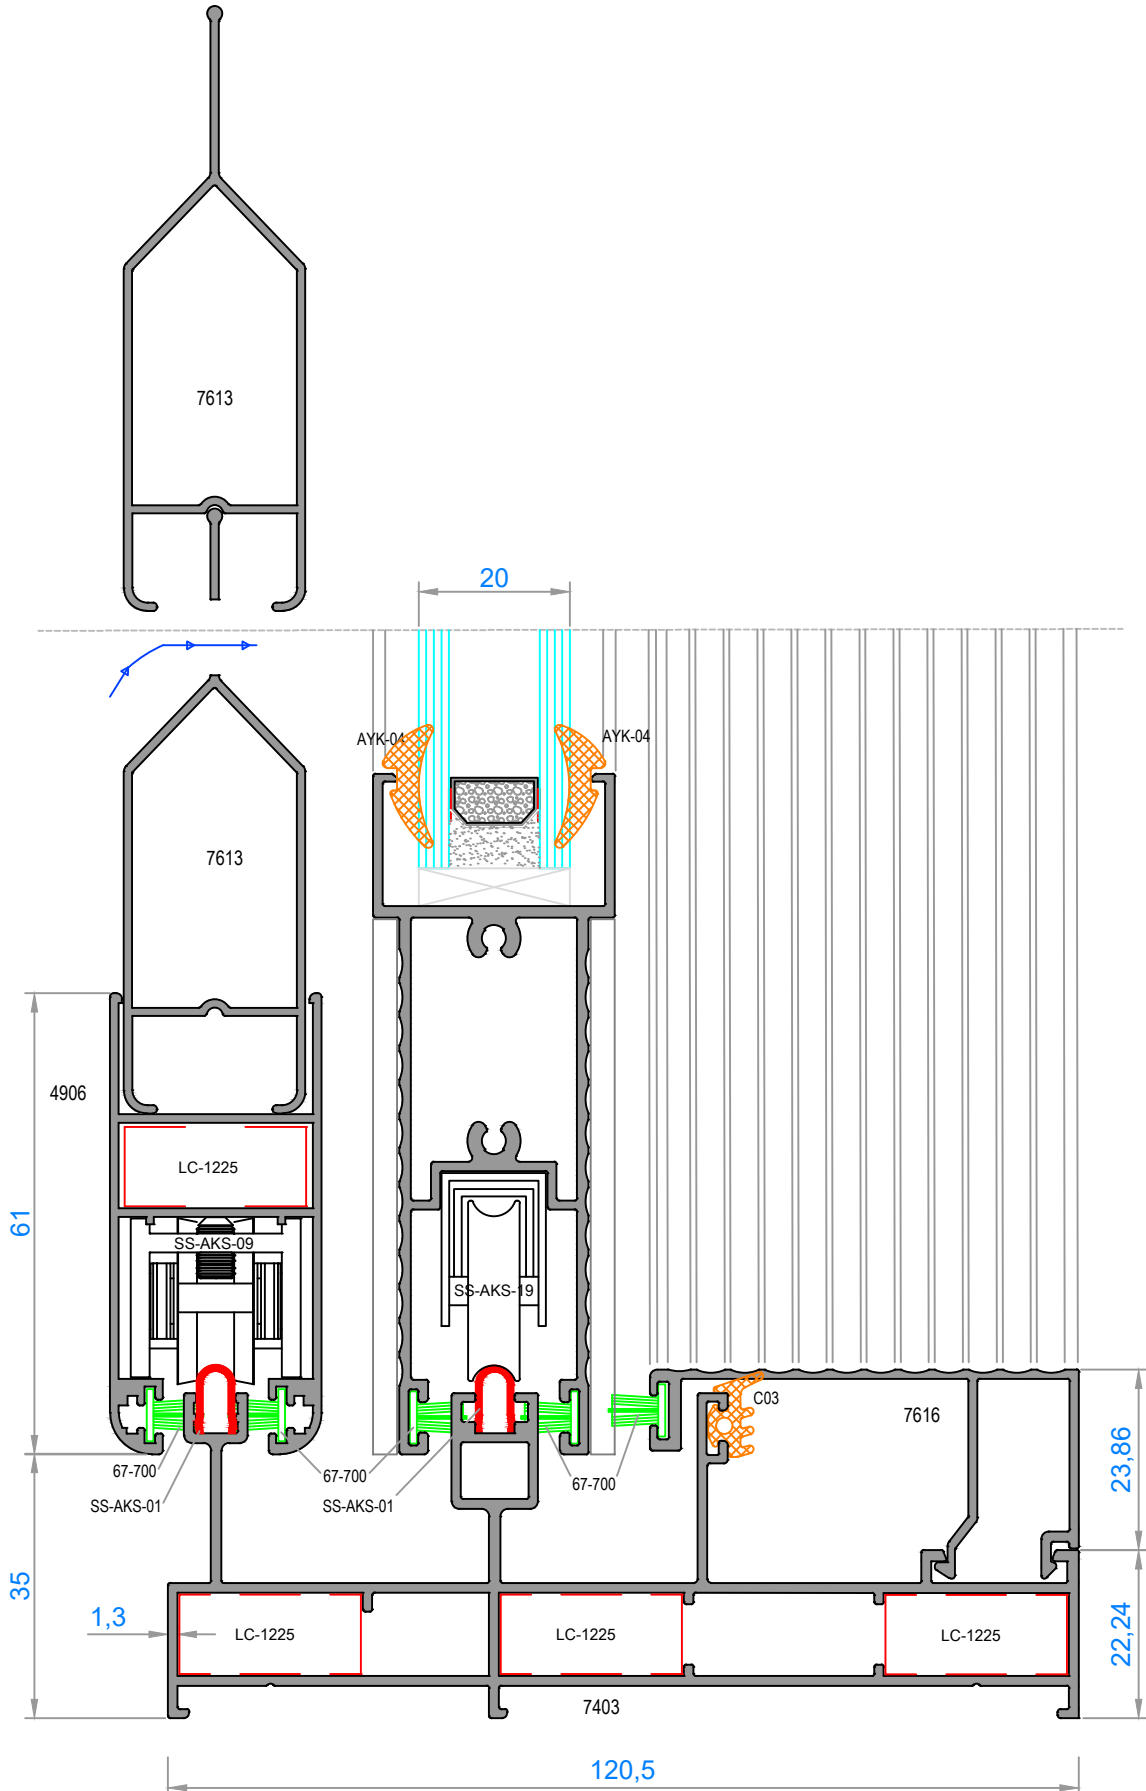 7613
20
AYK-04
AYK-04
7613
4906
LC-1225
61
SS-AKS-09
SS-AKS-19
C03
7616
23,86
67-700
67-700
67-700
SS-AKS-01
SS-AKS-01
35
1,3
LC-1225
LC-1225
LC-1225
22,24
7403
120,5